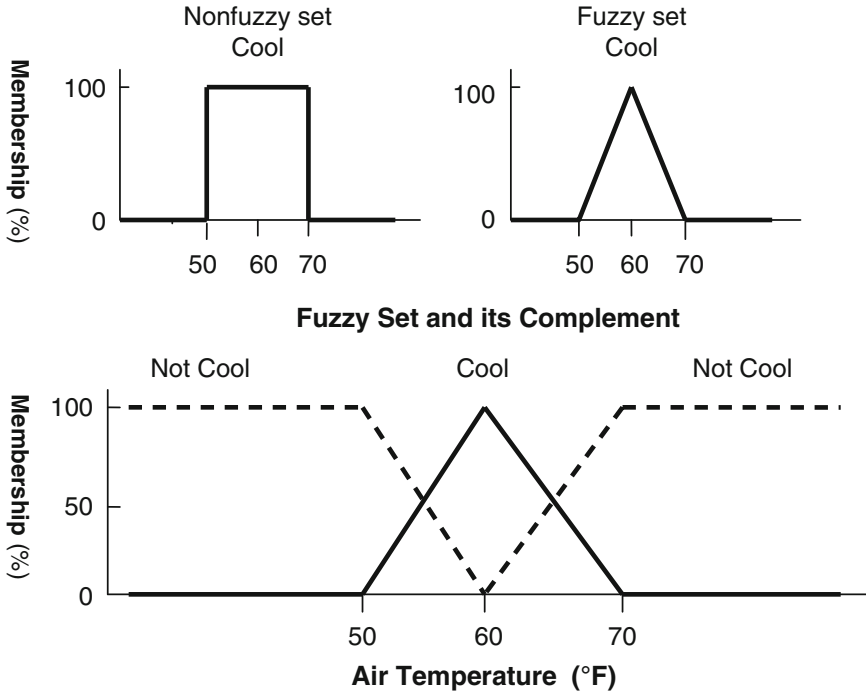 Nonfuzzy set
Cool
Membership (%)
100
0
50 60 70
Fuzzy set
Cool
100
0
50 60 70
Fuzzy Set and its Complement
Not Cool Cool Not Cool
Membership (%)
100
50
0
50 60 70
Air Temperature (°F)